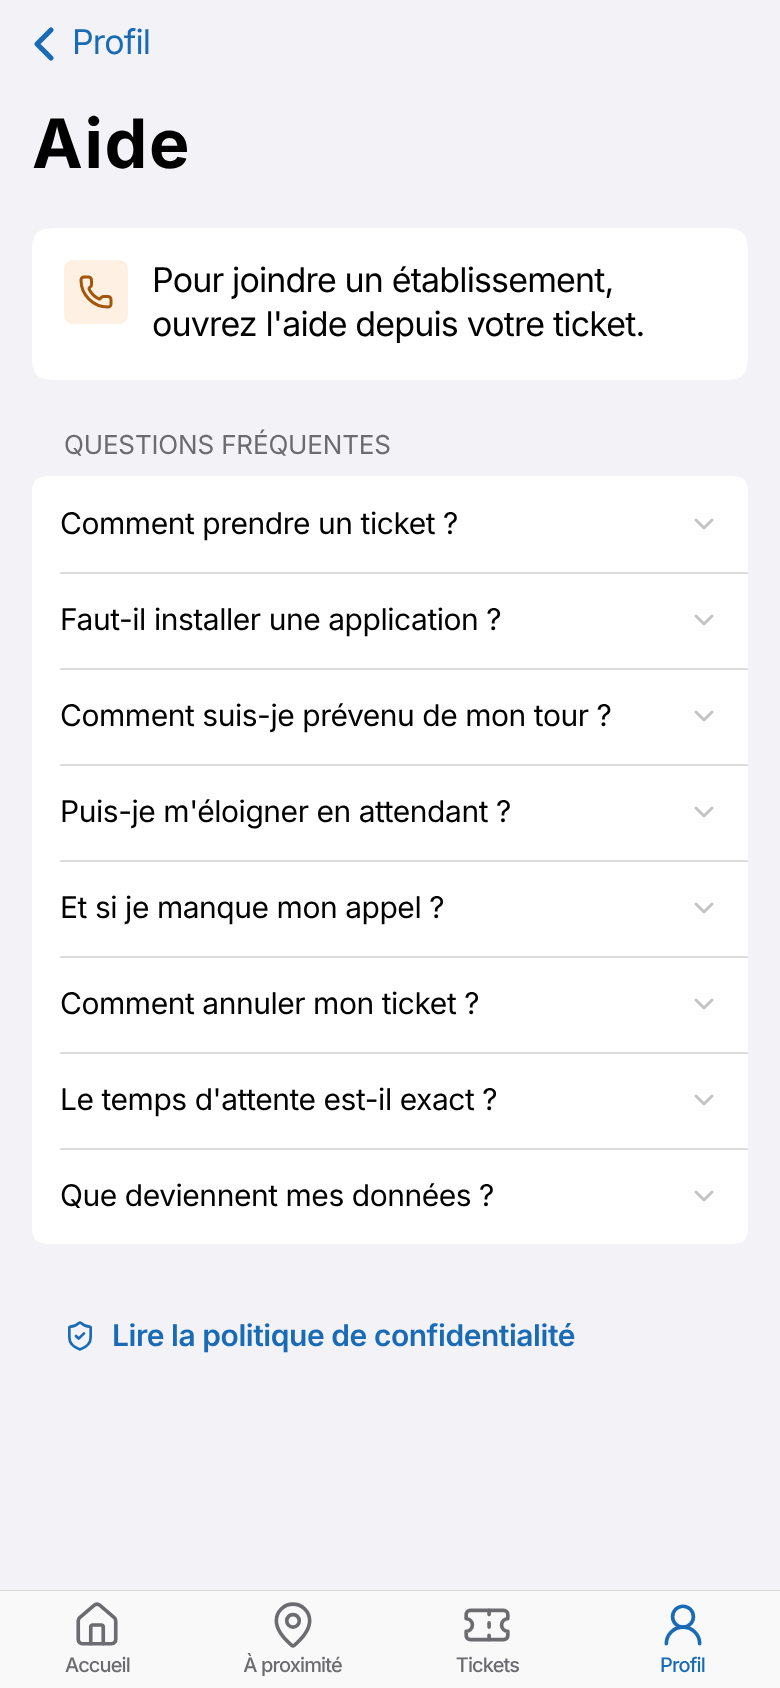 Profil
Aide
Pour joindre un établissement,
ouvrez l'aide depuis votre ticket.
QUESTIONS FRÉQUENTES
Comment prendre un ticket ?
Faut-il installer une application ?
Comment suis-je prévenu de mon tour ?
Puis-je m'éloigner en attendant ?
Et si je manque mon appel ?
Comment annuler mon ticket ?
Le temps d'attente est-il exact ?
Que deviennent mes données ?
Lire la politique de confidentialité
Accueil
À proximité
Tickets
Profil